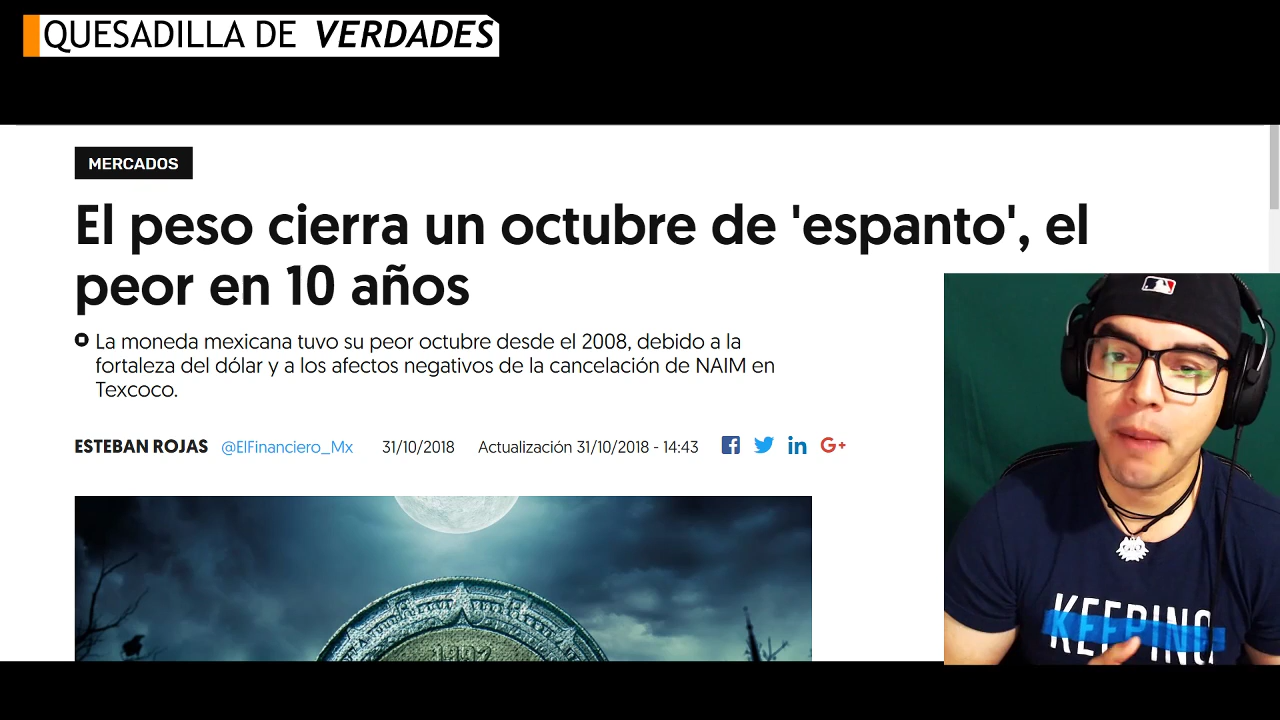 QUESADILLA DE VERDADES
MERCADOS
El peso cierra un octubre de 'espanto', el
peor en 10 años
La moneda mexicana tuvo su peor octubre desde el 2008, debido a la
fortaleza del dólar y a los afectos negativos de la cancelación de NAIM en
Texcoco.
ESTEBAN ROJAS @ElFinanciero_Mx 31/10/2018 Actualización 31/10/2018 - 14:43
KEEPING